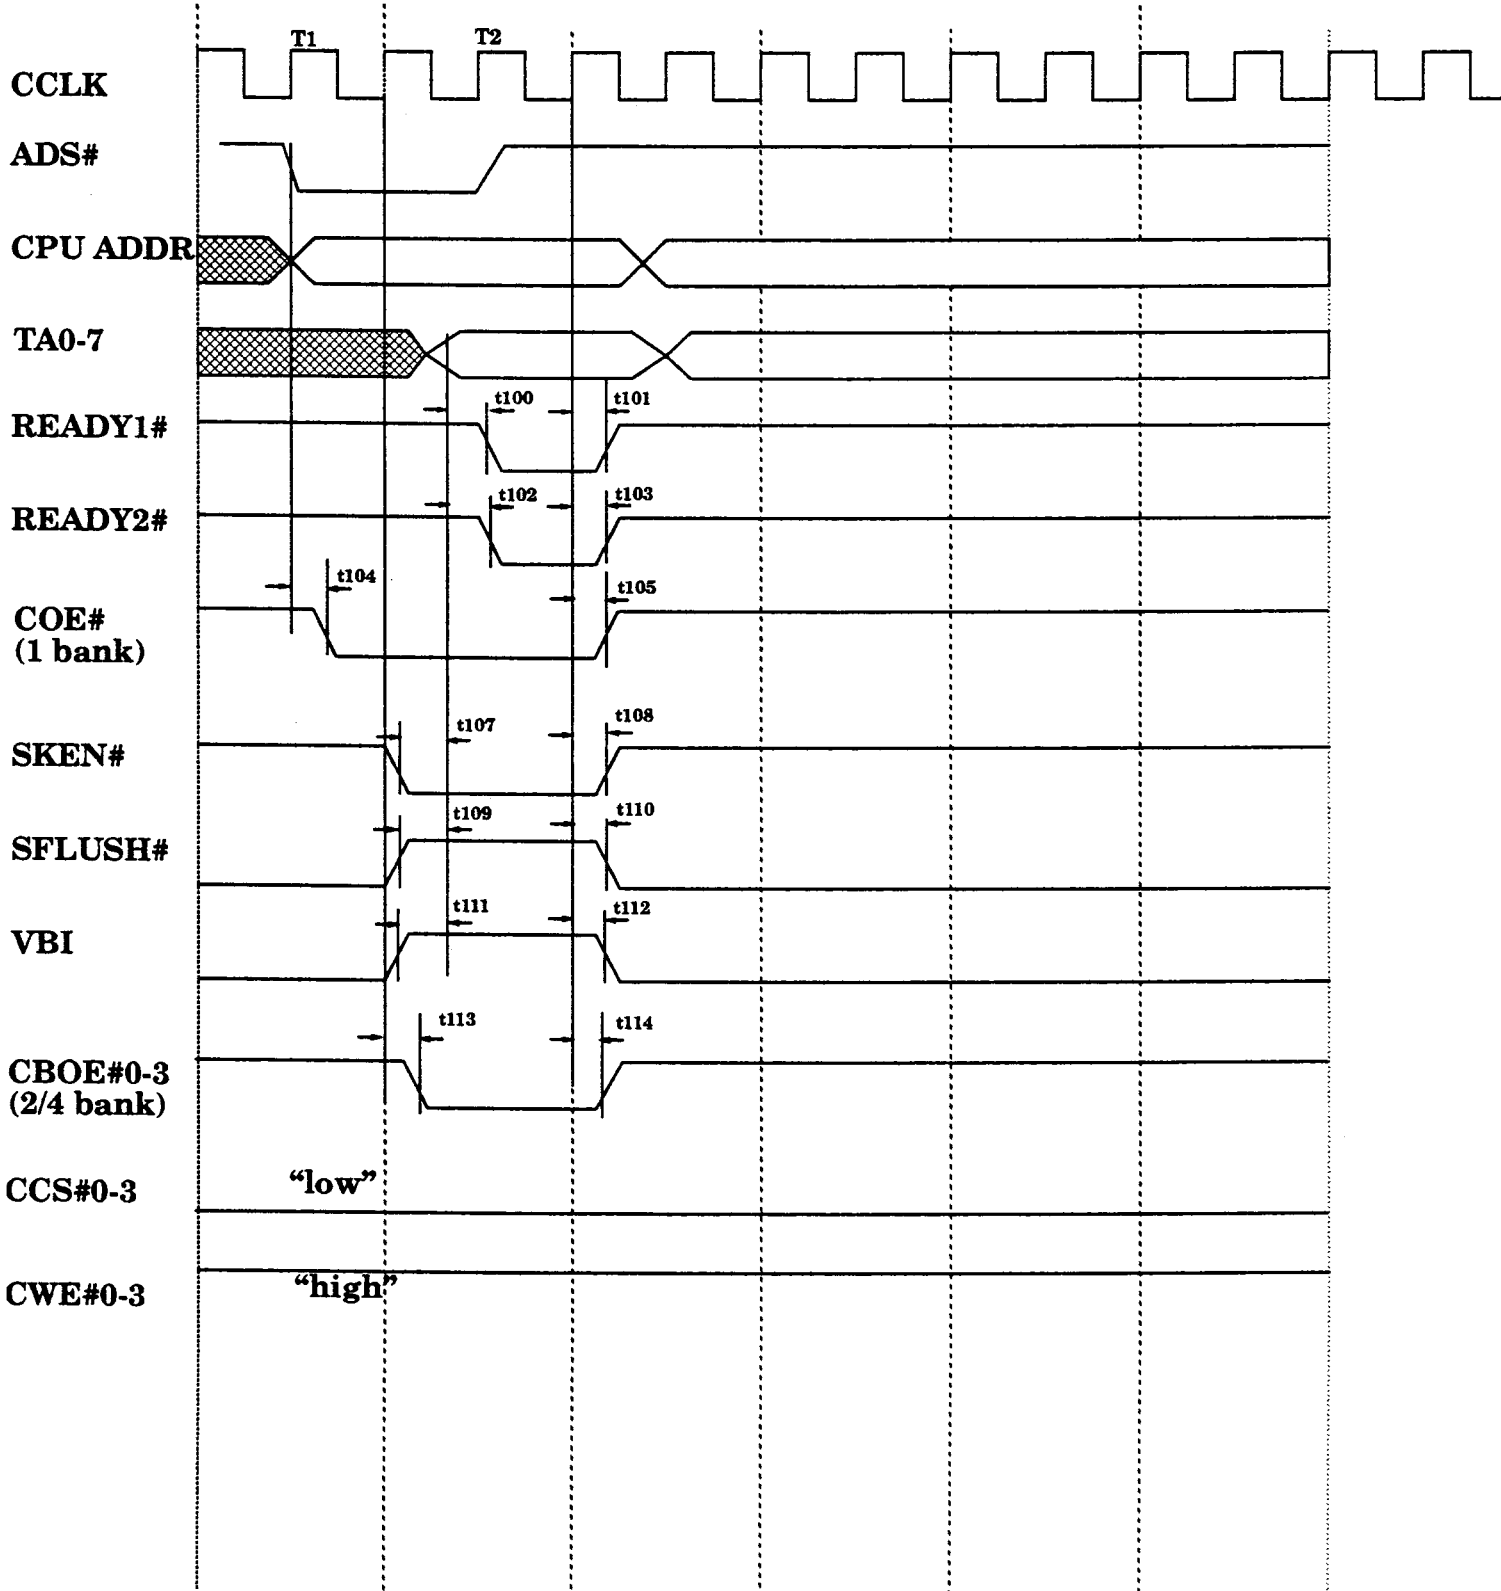 T1 T2
CCLK
ADS#
CPU ADDR
TA0-7
t100 t101
READY1#
t102 t103
READY2#
t104 t105
COE#
(1 bank)
t107 t108
SKEN#
t109 t110
SFLUSH#
t111 t112
VBI
t113 t114
CBOE#0-3
(2/4 bank)
"low"
CCS#0-3
"high"
CWE#0-3